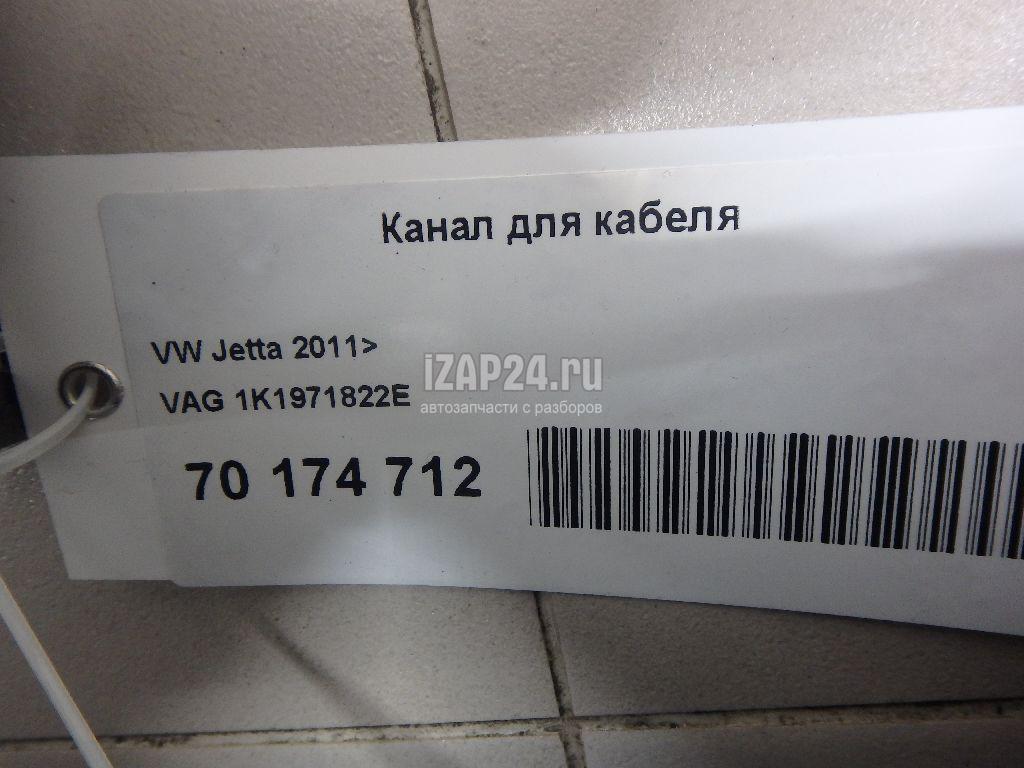 Канал для кабеля
VW Jetta 2011>
iZAP24.ru
VAG 1K1971822E
автозапчасти с разборов
70 174 712